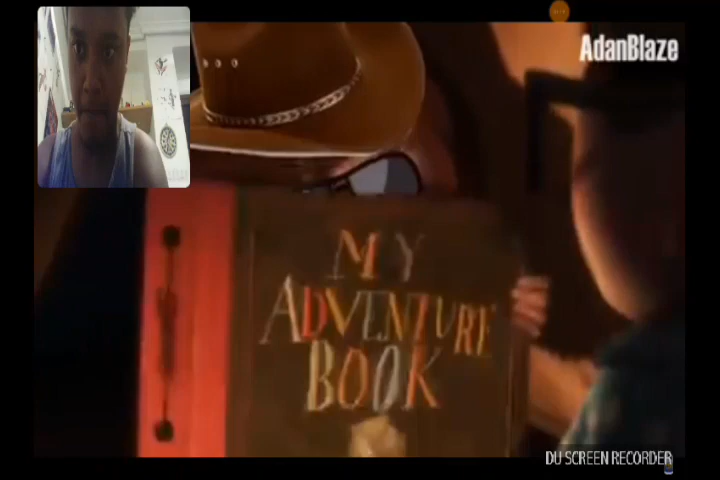 AdanBlaze
MY
ADVENTURE
BOOK
DU SCREEN RECORDER